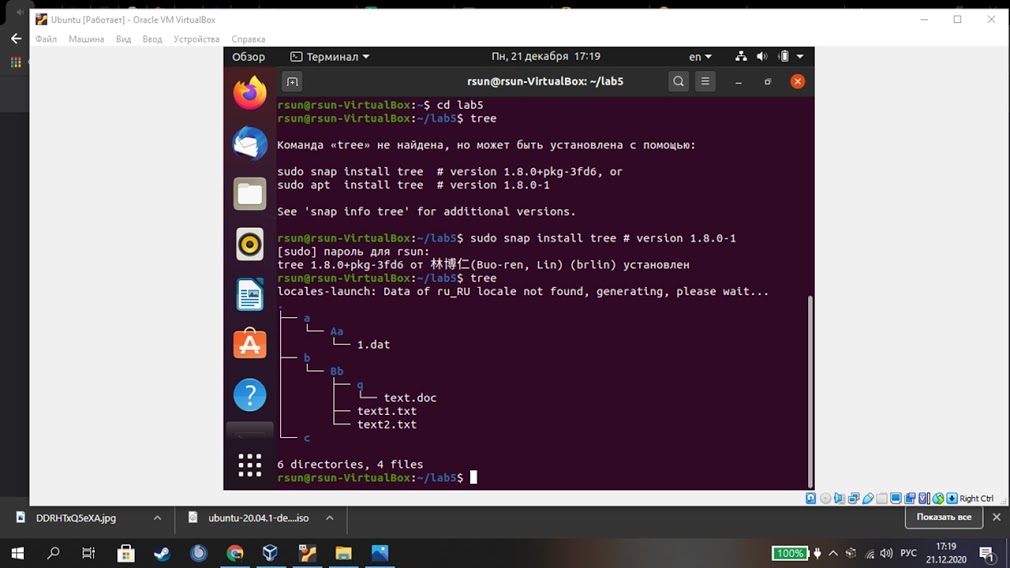 Ubuntu [Работает] - Oracle VM VirtualBox
Файл Машина Вид Ввод Устройства Справка
Обзор Терминал Пн, 21 декабря 17:19 en
rsun@rsun-VirtualBox: ~/lab5
rsun@rsun-VirtualBox:~$ cd lab5
rsun@rsun-VirtualBox:~/lab5$ tree
Команда «tree» не найдена, но может быть установлена с помощью:
sudo snap install tree # version 1.8.0+pkg-3fd6, or
sudo apt install tree # version 1.8.0-1
See 'snap info tree' for additional versions.
rsun@rsun-VirtualBox:~/lab5$ sudo snap install tree # version 1.8.0-1
[sudo] пароль для rsun:
tree 1.8.0+pkg-3fd6 от 林博仁(Buo-ren, Lin) (brlin) установлен
rsun@rsun-VirtualBox:~/lab5$ tree
locales-launch: Data of ru_RU locale not found, generating, please wait...
.
├── a
│   └── Aa
│       └── 1.dat
├── b
│   └── Bb
│       ├── q
│       │   └── text.doc
│       ├── text1.txt
│       └── text2.txt
└── c
6 directories, 4 files
rsun@rsun-VirtualBox:~/lab5$
Right Ctrl
DDRHTxQ5eXA.jpg
ubuntu-20.04.1-de....iso
Показать все
100%
РУС
17:19
21.12.2020
1